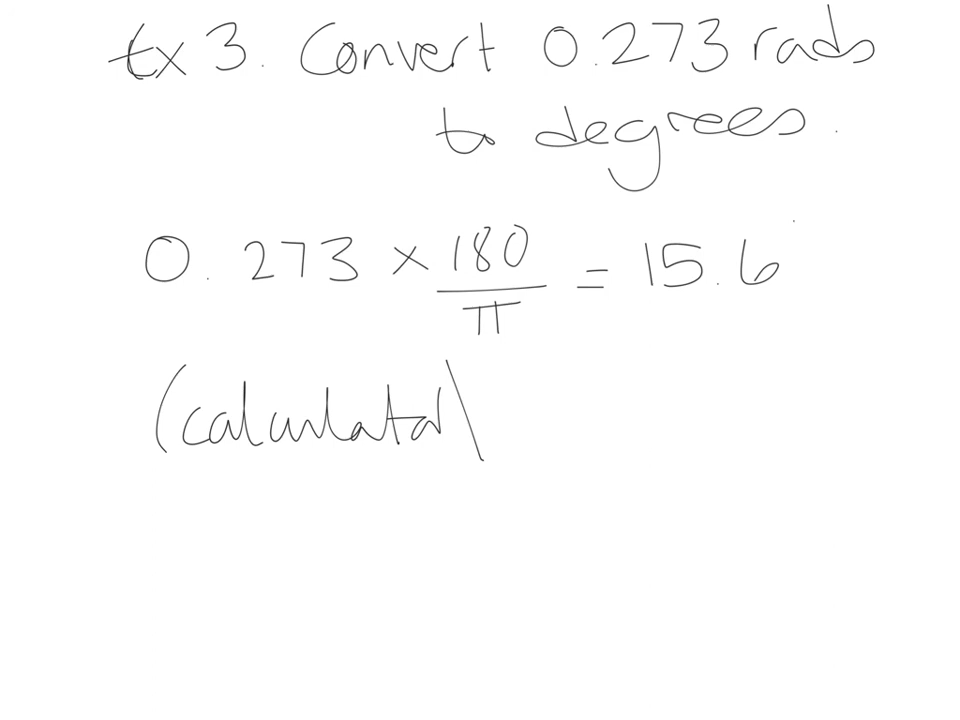 Ex 3. Convert 0.273 rads
to degrees.
0.273 × 180/π = 15.6
(calculator)